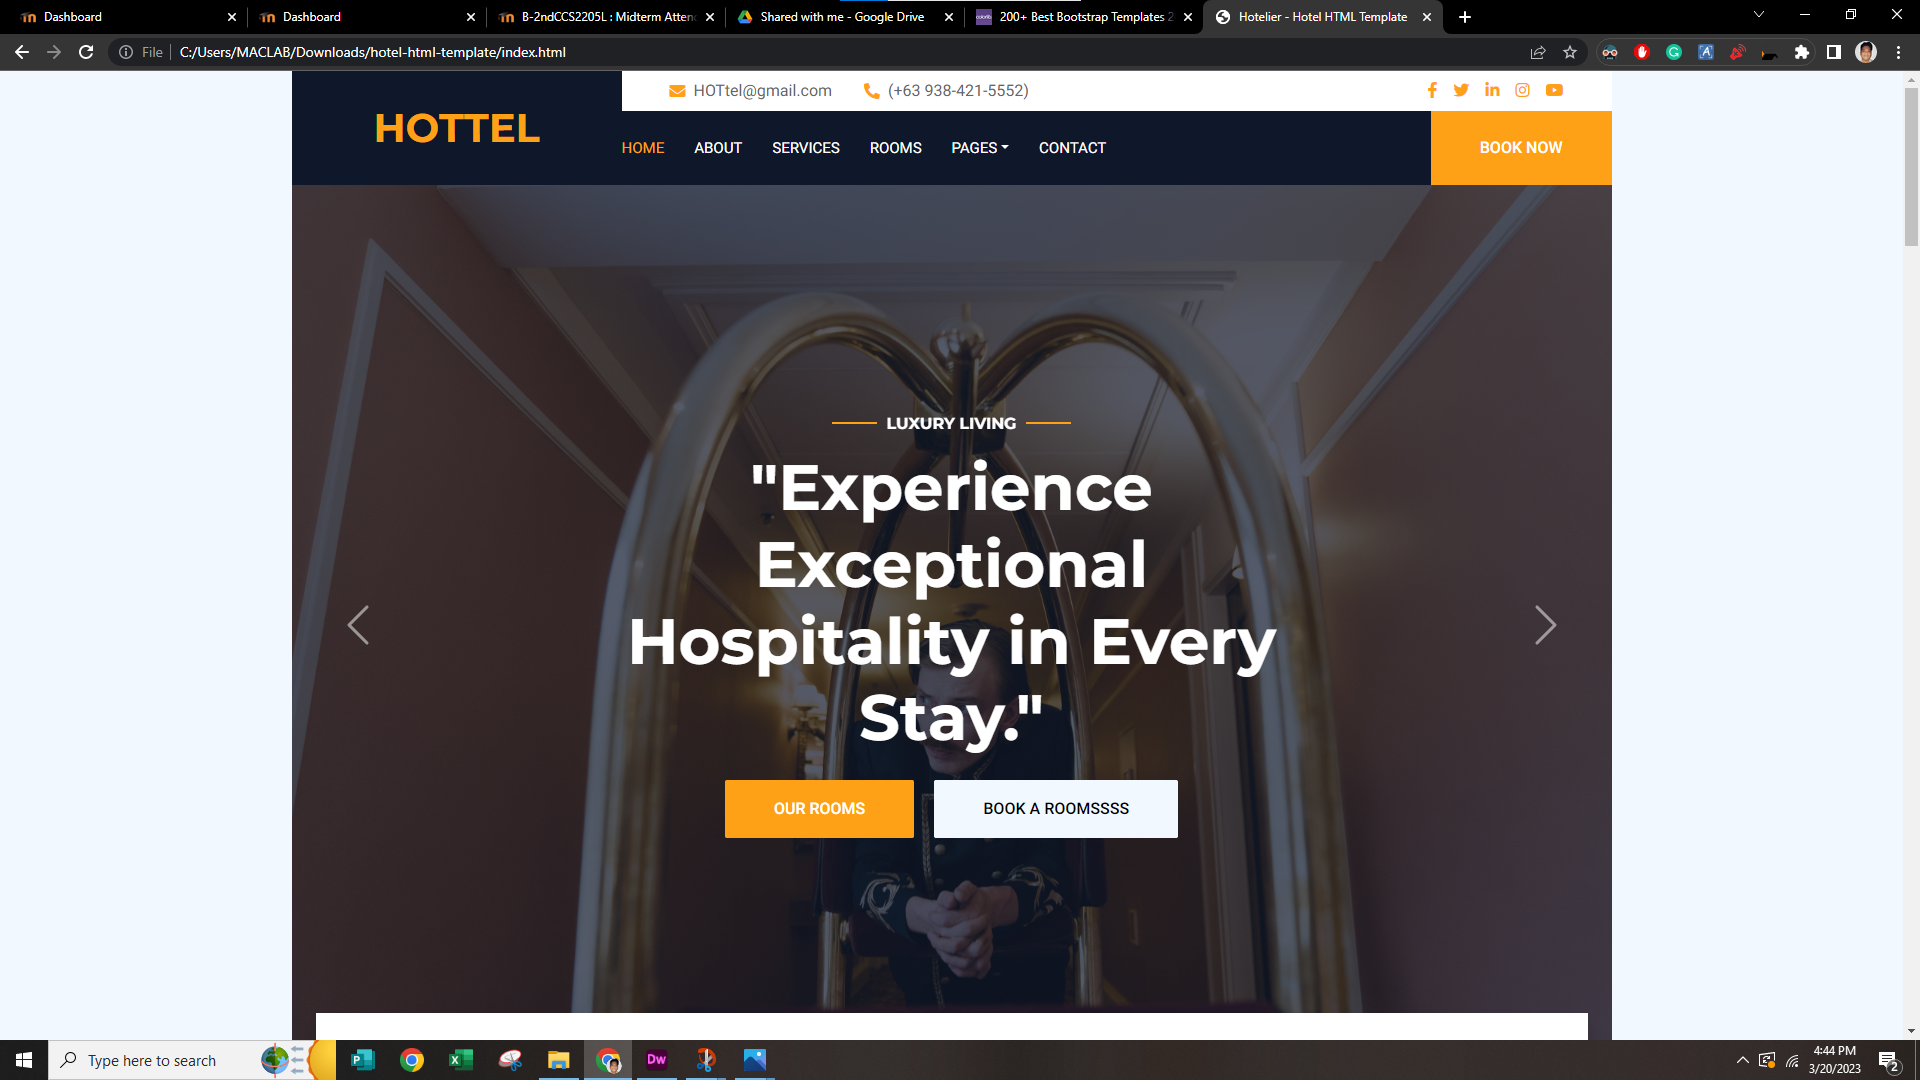 Dashboard
Dashboard
B-2ndCCS2205L : Midterm Atten
Shared with me - Google Drive
200+ Best Bootstrap Templates 2
Hotelier - Hotel HTML Template
File
C:/Users/MACLAB/Downloads/hotel-html-template/index.html
HOTtel@gmail.com
(+63 938-421-5552)
HOTTEL
HOME
ABOUT
SERVICES
ROOMS
PAGES
CONTACT
BOOK NOW
LUXURY LIVING
"Experience
Exceptional
Hospitality in Every
Stay."
OUR ROOMS
BOOK A ROOMSSSS
Type here to search
Dw
4:44 PM
3/20/2023
2